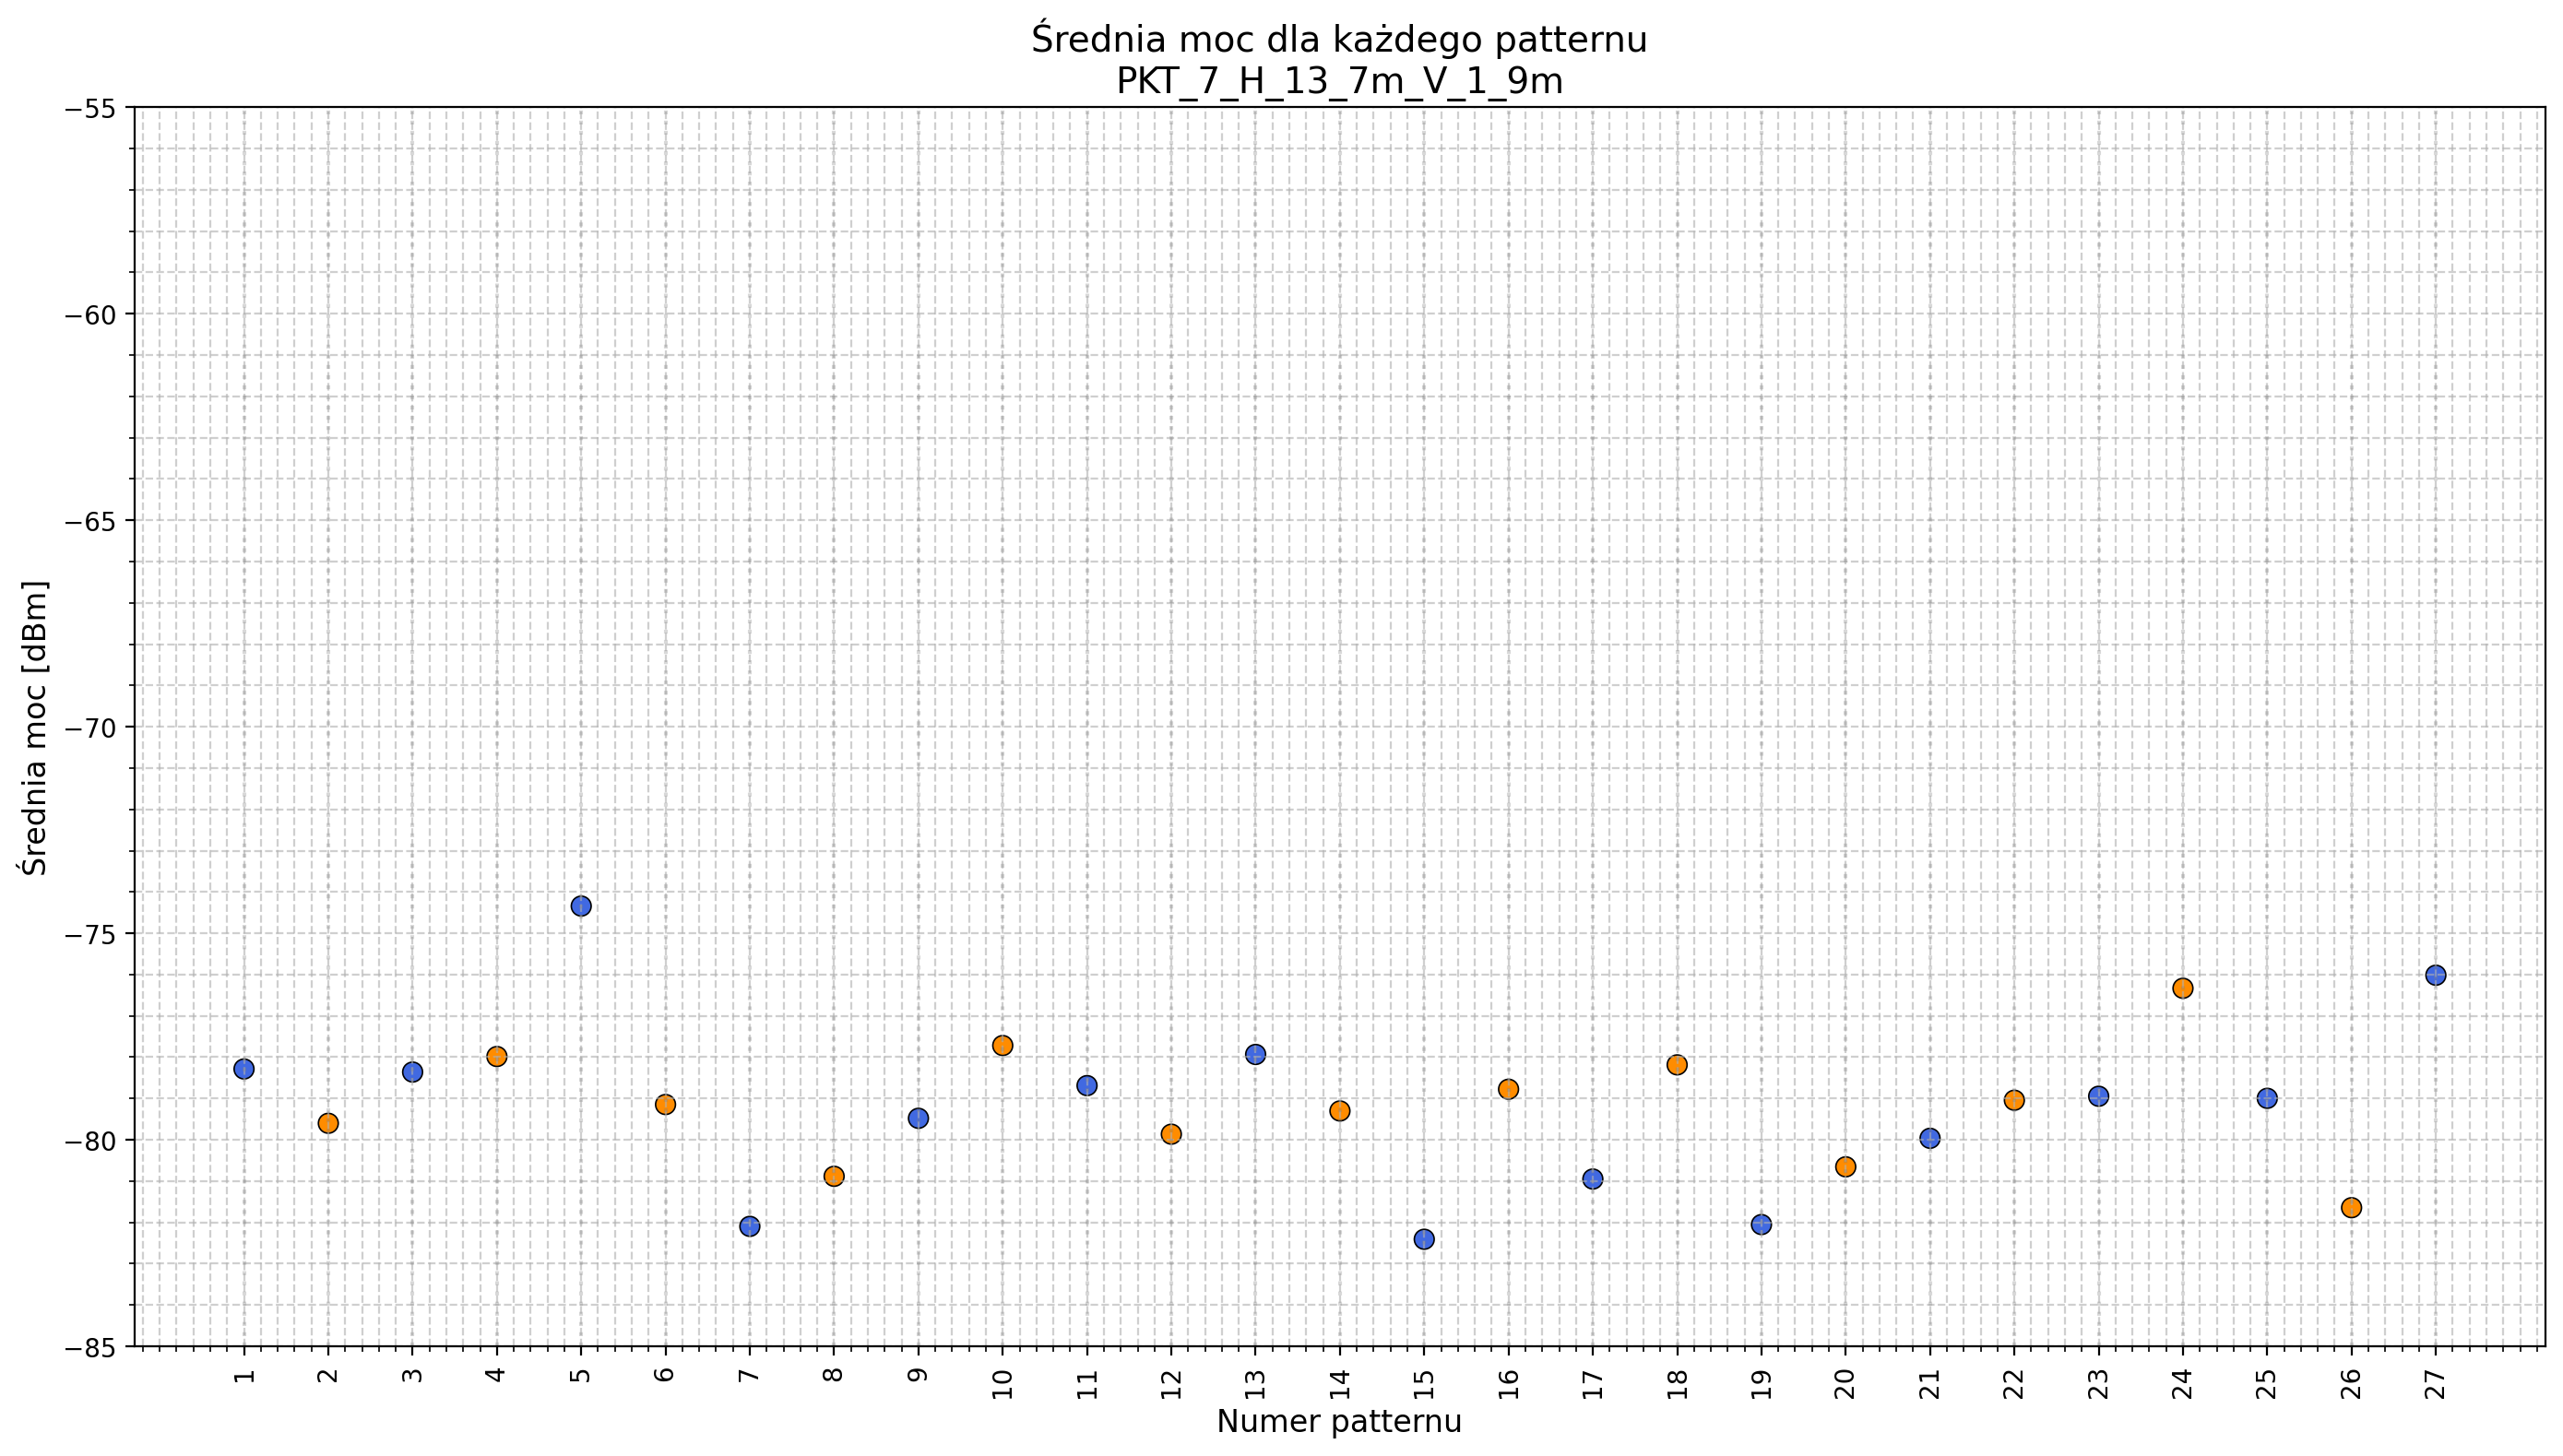 Średnia moc dla każdego patternu
PKT_7_H_13_7m_V_1_9m
−55
−60
−65
−70
−75
−80
−85
Średnia moc [dBm]
1 2 3 4 5 6 7 8 9 10 11 12 13 14 15 16 17 18 19 20 21 22 23 24 25 26 27
Numer patternu